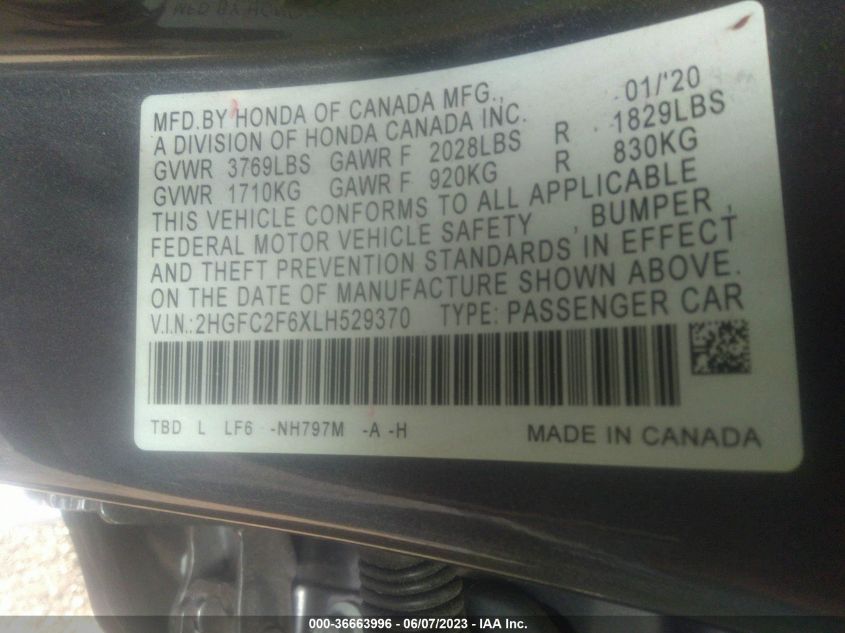 MFD.BY HONDA OF CANADA MFG., 01/'20
A DIVISION OF HONDA CANADA INC.
GVWR 3769LBS GAWR F 2028LBS R 1829LBS
GVWR 1710KG GAWR F 920KG R 830KG
THIS VEHICLE CONFORMS TO ALL APPLICABLE
FEDERAL MOTOR VEHICLE SAFETY , BUMPER ,
AND THEFT PREVENTION STANDARDS IN EFFECT
ON THE DATE OF MANUFACTURE SHOWN ABOVE.
V.I.N.:2HGFC2F6XLH529370 TYPE: PASSENGER CAR
TBD L LF6 -NH797M -A -H MADE IN CANADA
000-36663996 - 06/07/2023 - IAA Inc.